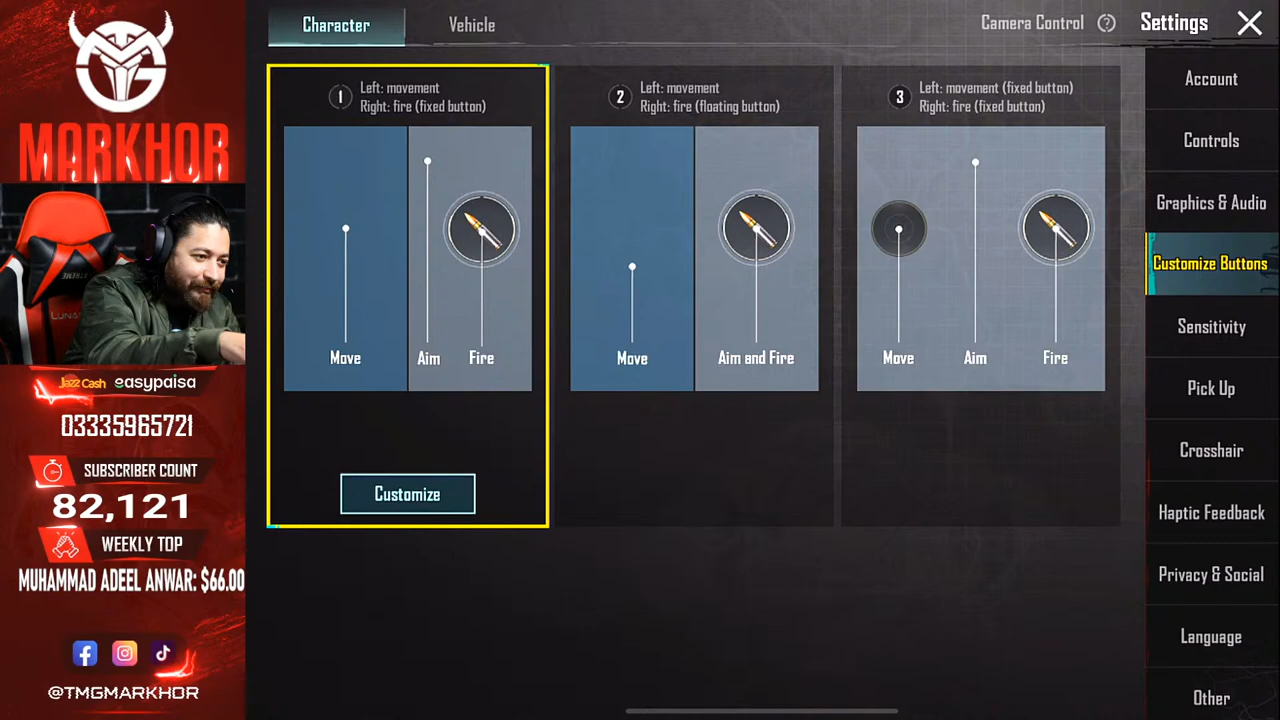 MARKHOR
Jazz Cash easypaisa
03335965721
SUBSCRIBER COUNT
82,121
WEEKLY TOP
MUHAMMAD ADEEL ANWAR: $66.00
@TMGMARKHOR
Character
Vehicle
Camera Control ?
Settings
1
Left: movement
Right: fire (fixed button)
Move
Aim
Fire
Customize
2
Left: movement
Right: fire (floating button)
Move
Aim and Fire
3
Left: movement (fixed button)
Right: fire (fixed button)
Move
Aim
Fire
Account
Controls
Graphics & Audio
Customize Buttons
Sensitivity
Pick Up
Crosshair
Haptic Feedback
Privacy & Social
Language
Other